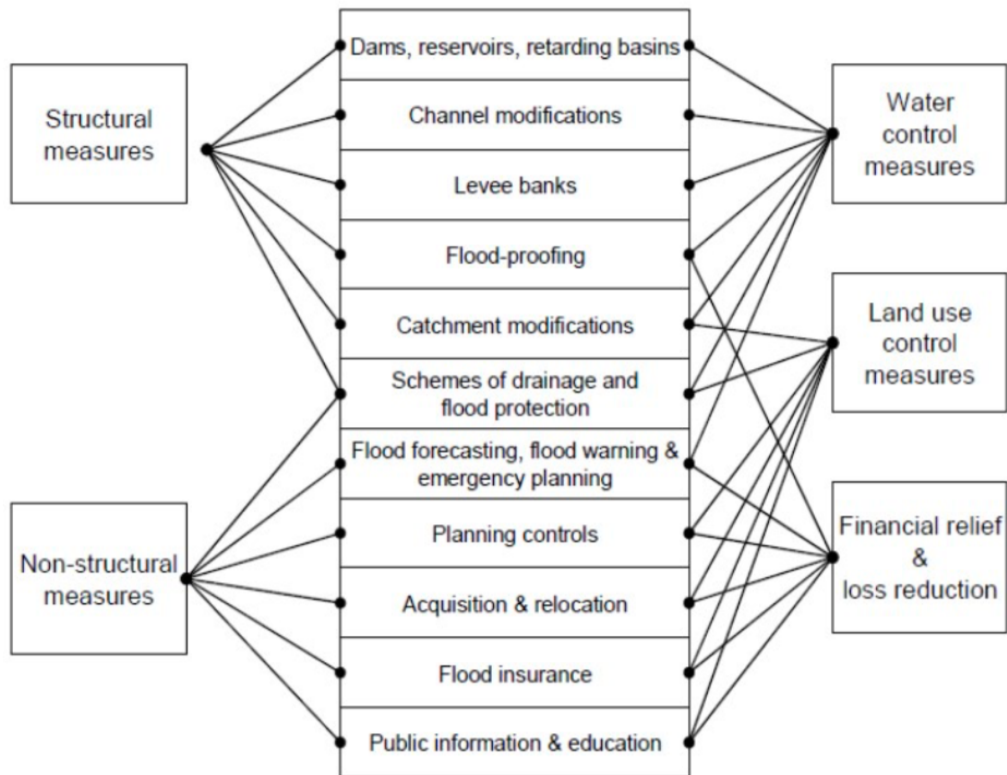 Structural
measures
Non-structural
measures
Dams, reservoirs, retarding basins
Channel modifications
Levee banks
Flood-proofing
Catchment modifications
Schemes of drainage and
flood protection
Flood forecasting, flood warning &
emergency planning
Planning controls
Acquisition & relocation
Flood insurance
Public information & education
Water
control
measures
Land use
control
measures
Financial relief
&
loss reduction